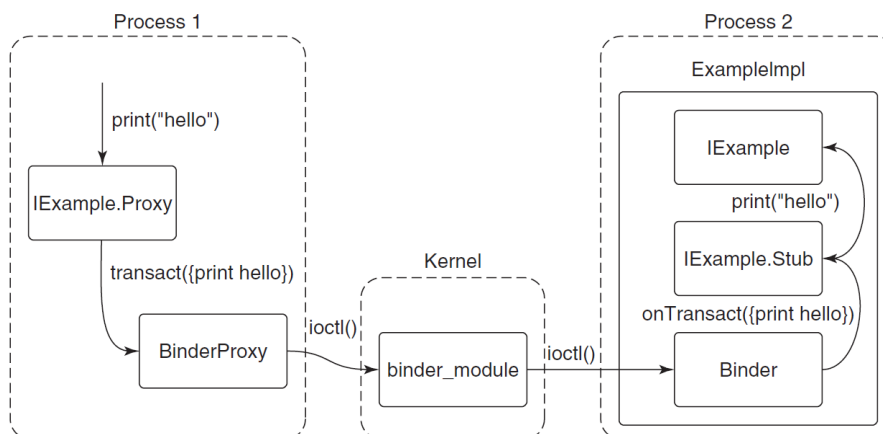 Process 1
Process 2
ExampleImpl
print("hello")
IExample
IExample.Proxy
print("hello")
Kernel
IExample.Stub
transact({print hello})
onTransact({print hello})
ioctl()
BinderProxy
ioctl()
binder_module
Binder